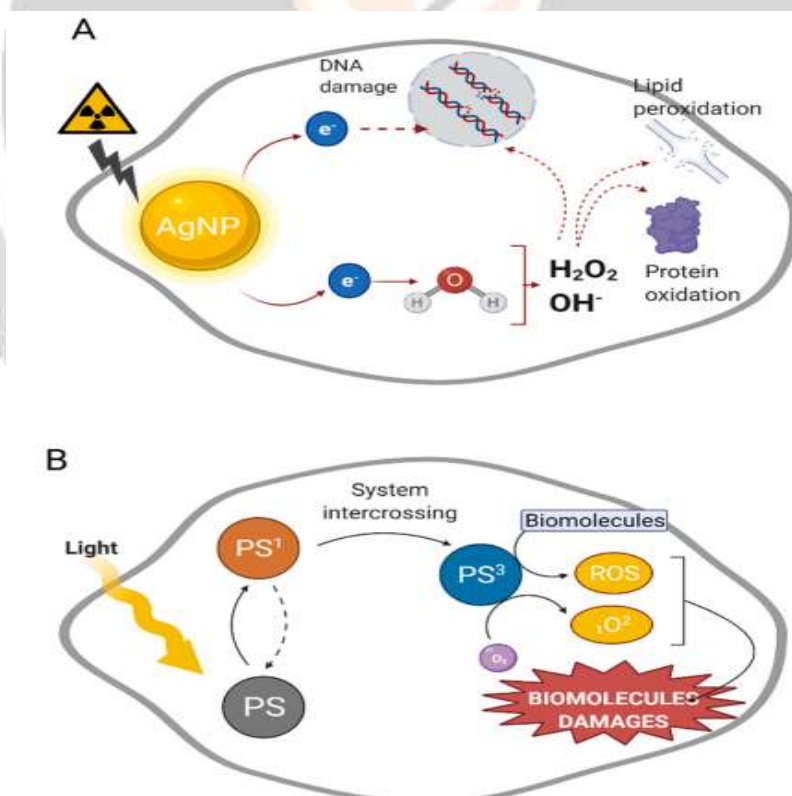 A
DNA
damage
Lipid
peroxidation
e-
AgNP
e-
O
H
H
H₂O₂
OH-
Protein
oxidation
B
System
intercrossing
Biomolecules
Light
PS¹
PS³
ROS
₁O²
O₂
PS
BIOMOLECULES
DAMAGES